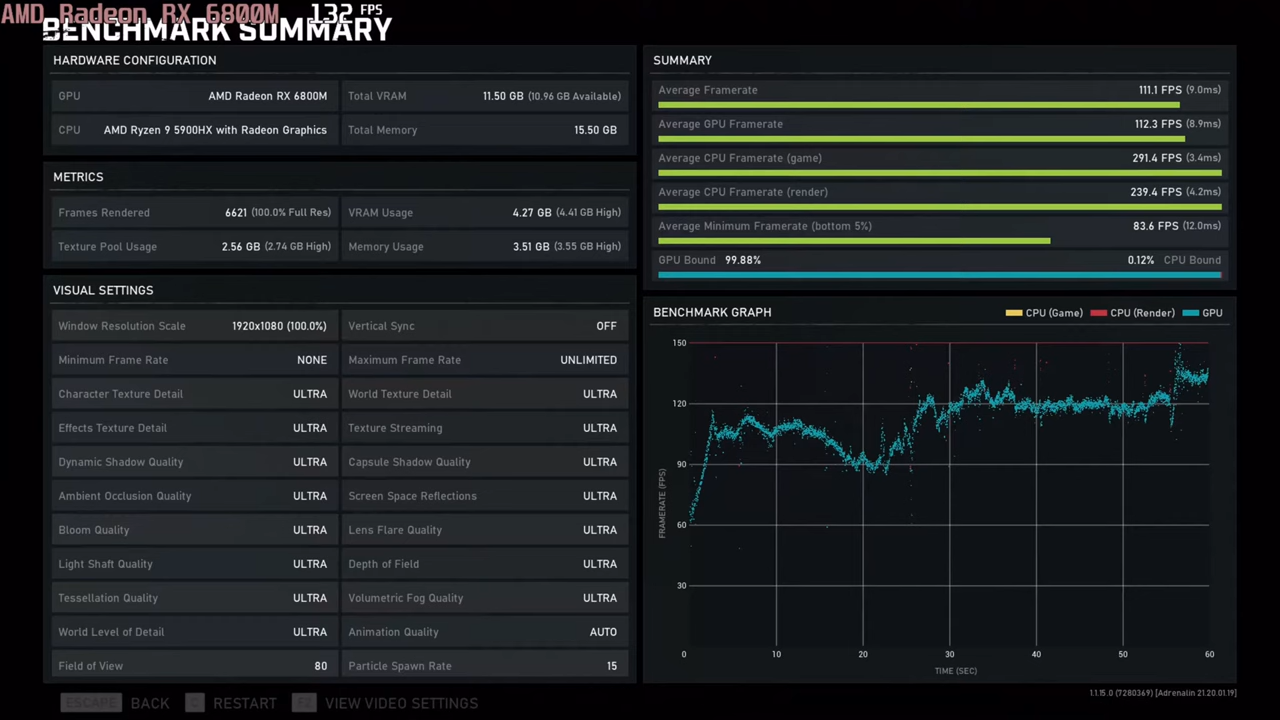 AMD Radeon RX 6800M 132 FPS
BENCHMARK SUMMARY
HARDWARE CONFIGURATION
GPU AMD Radeon RX 6800M Total VRAM 11.50 GB (10.96 GB Available)
CPU AMD Ryzen 9 5900HX with Radeon Graphics Total Memory 15.50 GB
METRICS
Frames Rendered 6621 (100.0% Full Res) VRAM Usage 4.27 GB (4.41 GB High)
Texture Pool Usage 2.56 GB (2.74 GB High) Memory Usage 3.51 GB (3.55 GB High)
VISUAL SETTINGS
Window Resolution Scale 1920x1080 (100.0%) Vertical Sync OFF
Minimum Frame Rate NONE Maximum Frame Rate UNLIMITED
Character Texture Detail ULTRA World Texture Detail ULTRA
Effects Texture Detail ULTRA Texture Streaming ULTRA
Dynamic Shadow Quality ULTRA Capsule Shadow Quality ULTRA
Ambient Occlusion Quality ULTRA Screen Space Reflections ULTRA
Bloom Quality ULTRA Lens Flare Quality ULTRA
Light Shaft Quality ULTRA Depth of Field ULTRA
Tessellation Quality ULTRA Volumetric Fog Quality ULTRA
World Level of Detail ULTRA Animation Quality AUTO
Field of View 80 Particle Spawn Rate 15
SUMMARY
Average Framerate 111.1 FPS (9.0ms)
Average GPU Framerate 112.3 FPS (8.9ms)
Average CPU Framerate (game) 291.4 FPS (3.4ms)
Average CPU Framerate (render) 239.4 FPS (4.2ms)
Average Minimum Framerate (bottom 5%) 83.6 FPS (12.0ms)
GPU Bound 99.88% 0.12% CPU Bound
BENCHMARK GRAPH CPU (Game) CPU (Render) GPU
150
120
90
60
30
FRAMERATE (FPS)
0 10 20 30 40 50 60
TIME (SEC)
1.1.15.0 (7280369) [Adrenalin 21.20.01.19]
ESCAPE BACK C RESTART F2 VIEW VIDEO SETTINGS